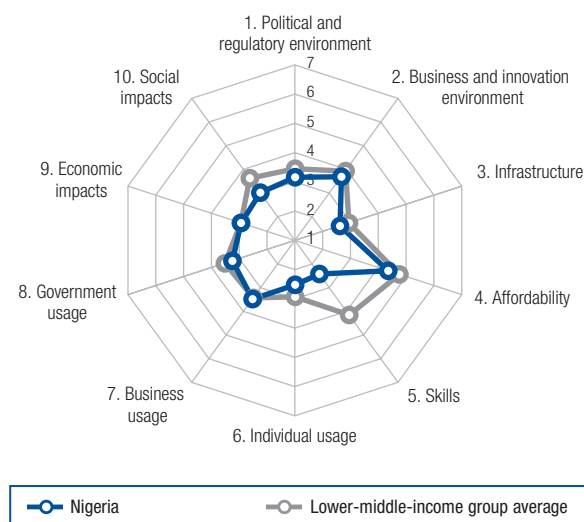 1. Political and
regulatory environment
2. Business and innovation
environment
3. Infrastructure
4. Affordability
5. Skills
6. Individual usage
7. Business
usage
8. Government
usage
9. Economic
impacts
10. Social
impacts
7
6
5
4
3
2
1
Nigeria
Lower-middle-income group average